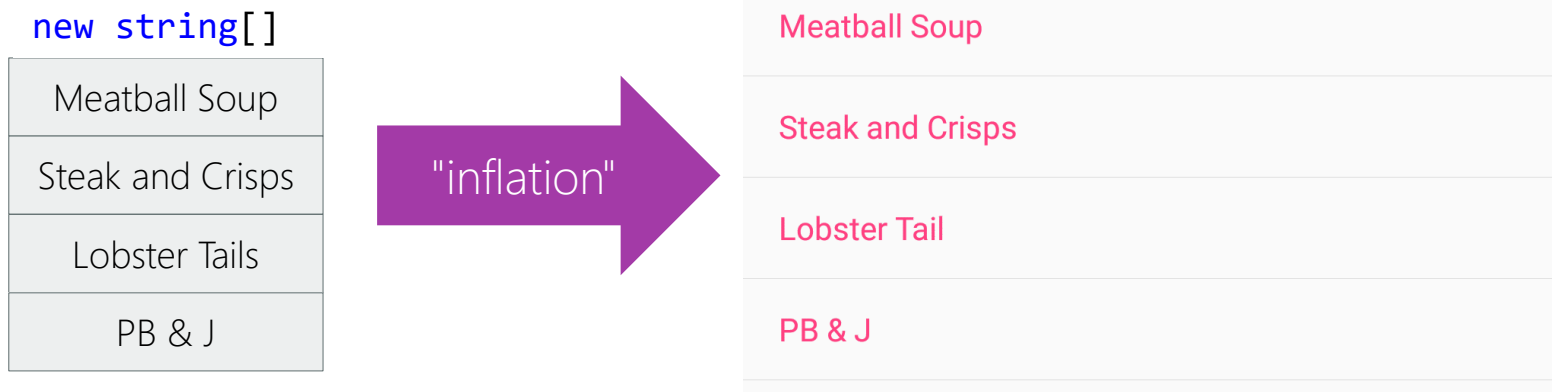 new string[]
Meatball Soup
Steak and Crisps
Lobster Tails
PB & J
"inflation"
Meatball Soup
Steak and Crisps
Lobster Tail
PB & J